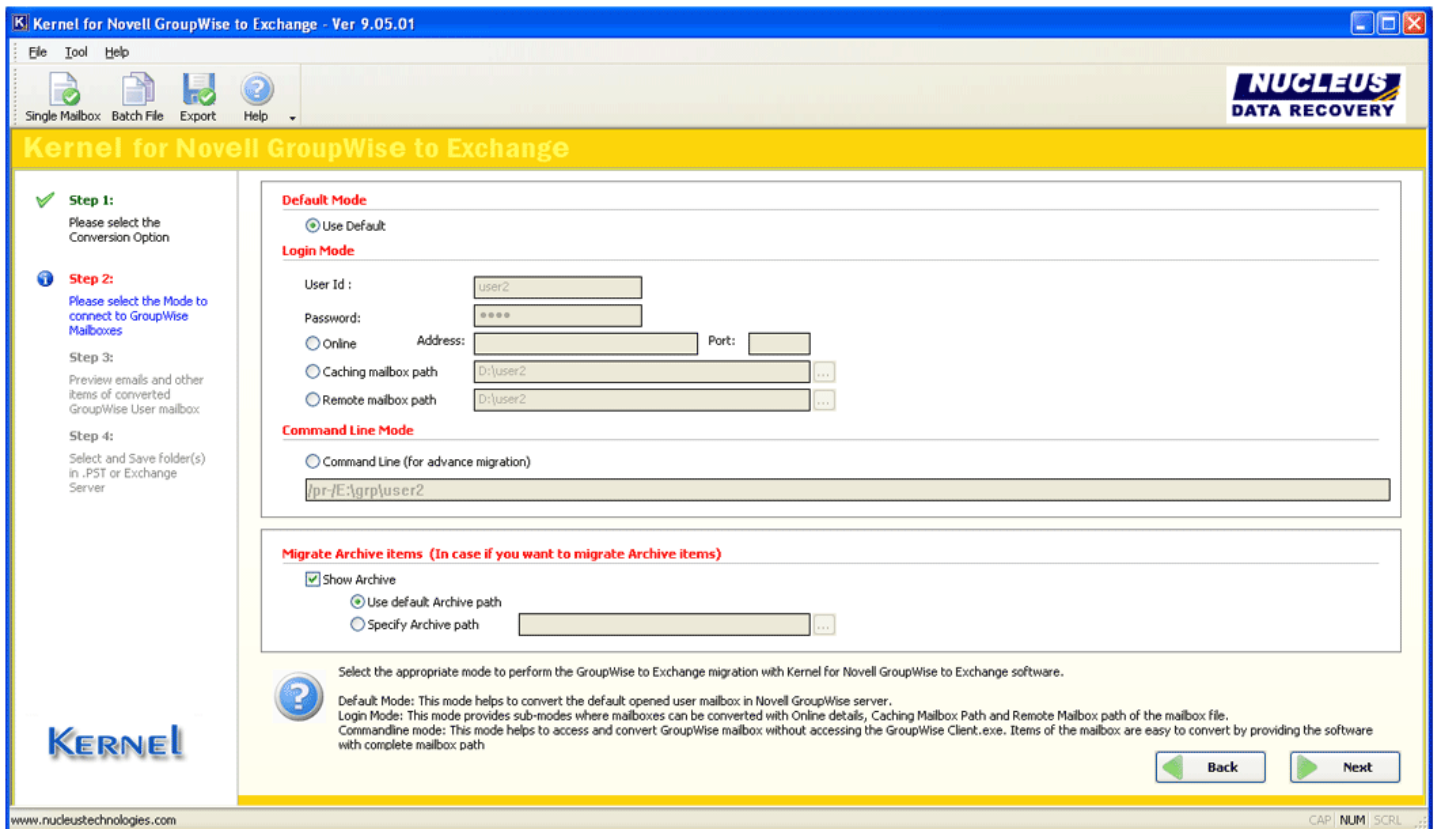 Kernel for Novell GroupWise to Exchange - Ver 9.05.01
File Tool Help
Single Mailbox Batch File Export Help
NUCLEUS
DATA RECOVERY
Kernel for Novell GroupWise to Exchange
Step 1:
Please select the
Conversion Option
Step 2:
Please select the Mode to
connect to GroupWise
Mailboxes
Step 3:
Preview emails and other
items of converted
GroupWise User mailbox
Step 4:
Select and Save folder(s)
in .PST or Exchange
Server
KERNEL
Default Mode
Use Default
Login Mode
User Id : user2
Password:
Online Address: Port:
Caching mailbox path D:\user2 ...
Remote mailbox path D:\user2 ...
Command Line Mode
Command Line (for advance migration)
/pr-/E:\grp\user2
Migrate Archive items (In case if you want to migrate Archive items)
Show Archive
Use default Archive path
Specify Archive path ...
Select the appropriate mode to perform the GroupWise to Exchange migration with Kernel for Novell GroupWise to Exchange software.
Default Mode: This mode helps to convert the default opened user mailbox in Novell GroupWise server.
Login Mode: This mode provides sub-modes where mailboxes can be converted with Online details, Caching Mailbox Path and Remote Mailbox path of the mailbox file.
Commandline mode: This mode helps to access and convert GroupWise mailbox without accessing the GroupWise Client.exe. Items of the mailbox are easy to convert by providing the software
with complete mailbox path
Back Next
www.nucleustechnologies.com CAP NUM SCRL